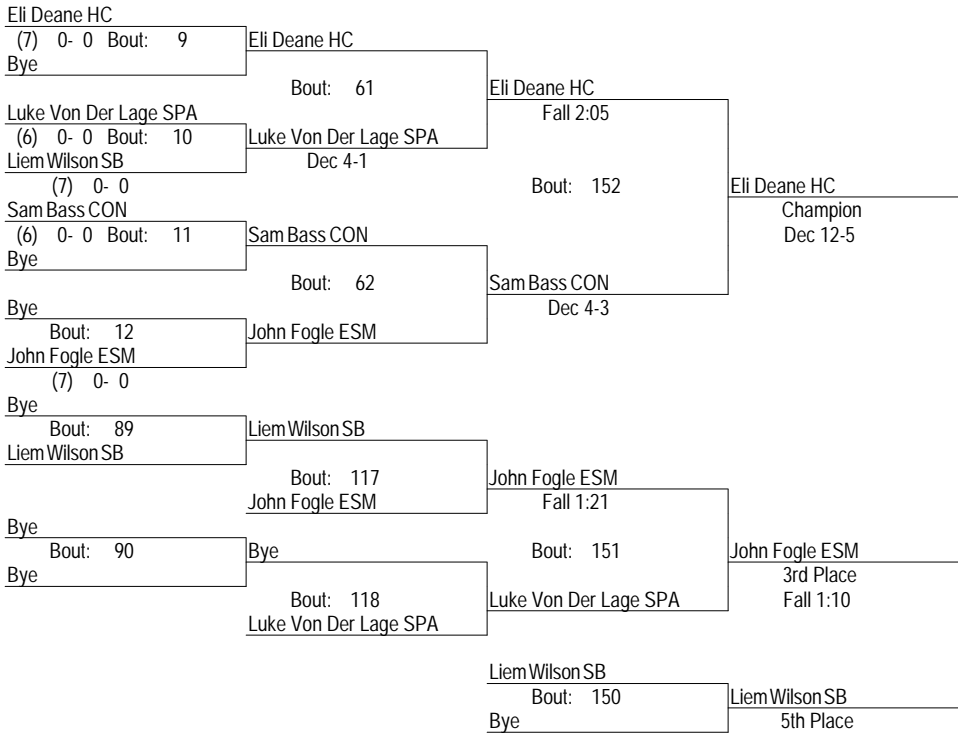 Eli Deane HC
(7) 0- 0 Bout: 9 Eli Deane HC
Bye
Bout: 61 Eli Deane HC
Luke Von Der Lage SPA Fall 2:05
(6) 0- 0 Bout: 10 Luke Von Der Lage SPA
Liem Wilson SB Dec 4-1
(7) 0- 0 Bout: 152 Eli Deane HC
Sam Bass CON Champion
(6) 0- 0 Bout: 11 Sam Bass CON Dec 12-5
Bye
Bout: 62 Sam Bass CON
Bye Dec 4-3
Bout: 12 John Fogle ESM
John Fogle ESM
(7) 0- 0
Bye
Bout: 89 Liem Wilson SB
Liem Wilson SB
Bout: 117 John Fogle ESM
John Fogle ESM Fall 1:21
Bye
Bout: 90 Bye Bout: 151 John Fogle ESM
Bye 3rd Place
Bout: 118 Luke Von Der Lage SPA Fall 1:10
Luke Von Der Lage SPA
Liem Wilson SB
Bout: 150 Liem Wilson SB
Bye 5th Place